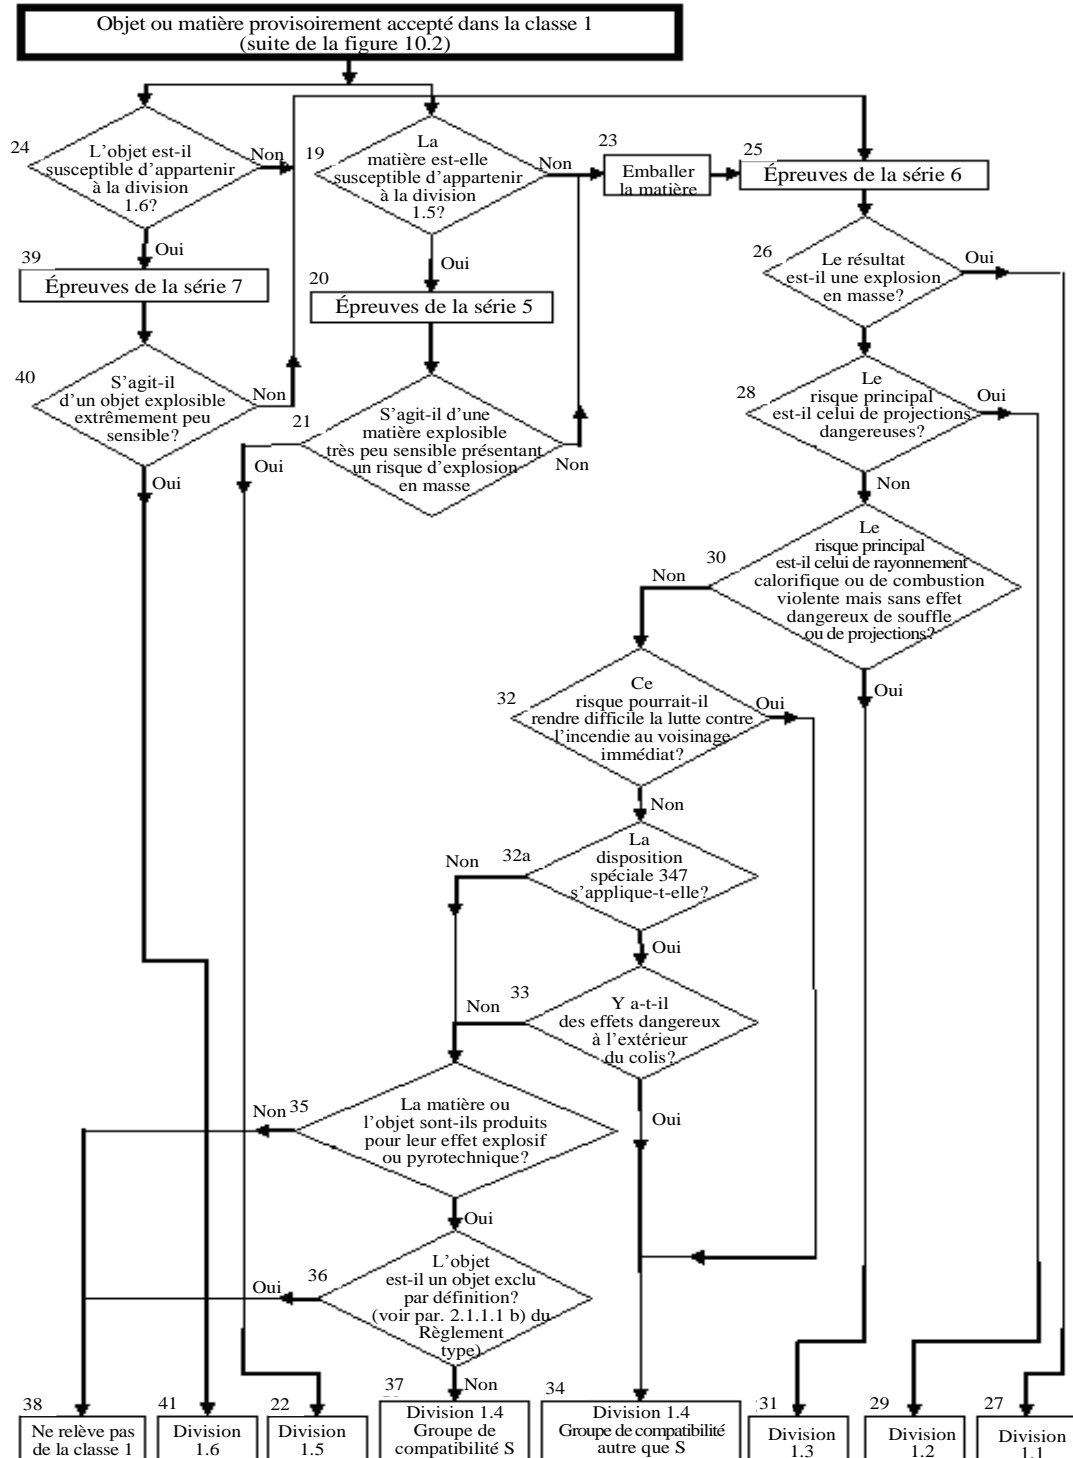 Objet ou matière provisoirement accepté dans la classe 1
(suite de la figure 10.2)
24
L'objet est-il
susceptible d'appartenir
à la division
1.6?
Non
Oui
19
La
matière est-elle
susceptible d'appartenir
à la division
1.5?
Non
Oui
23
Emballer
la matière
25
Épreuves de la série 6
39
Épreuves de la série 7
20
Épreuves de la série 5
26
Le résultat
est-il une explosion
en masse?
Oui
40
S'agit-il
d'un objet explosible
extrêmement peu
sensible?
Non
Oui
21
S'agit-il d'une
matière explosible
très peu sensible présentant
un risque d'explosion
en masse
Oui
Non
28
Le
risque principal
est-il celui de projections
dangereuses?
Oui
Non
30
Le
risque principal
est-il celui de rayonnement
calorifique ou de combustion
violente mais sans effet
dangereux de souffle
ou de projections?
Non
Oui
32
Ce
risque pourrait-il
rendre difficile la lutte contre
l'incendie au voisinage
immédiat?
Oui
Non
32a
La
disposition
spéciale 347
s'applique-t-elle?
Non
Oui
33
Y a-t-il
des effets dangereux
à l'extérieur
du colis?
Non
Oui
35
La matière ou
l'objet sont-ils produits
pour leur effet explosif
ou pyrotechnique?
Non
Oui
36
L'objet
est-il un objet exclu
par définition?
(voir par. 2.1.1.1 b) du
Règlement
type)
Oui
Non
38
Ne relève pas
de la classe 1
41
Division
1.6
22
Division
1.5
37
Division 1.4
Groupe de
compatibilité S
34
Division 1.4
Groupe de compatibilité
autre que S
31
Division
1.3
29
Division
1.2
27
Division
1.1